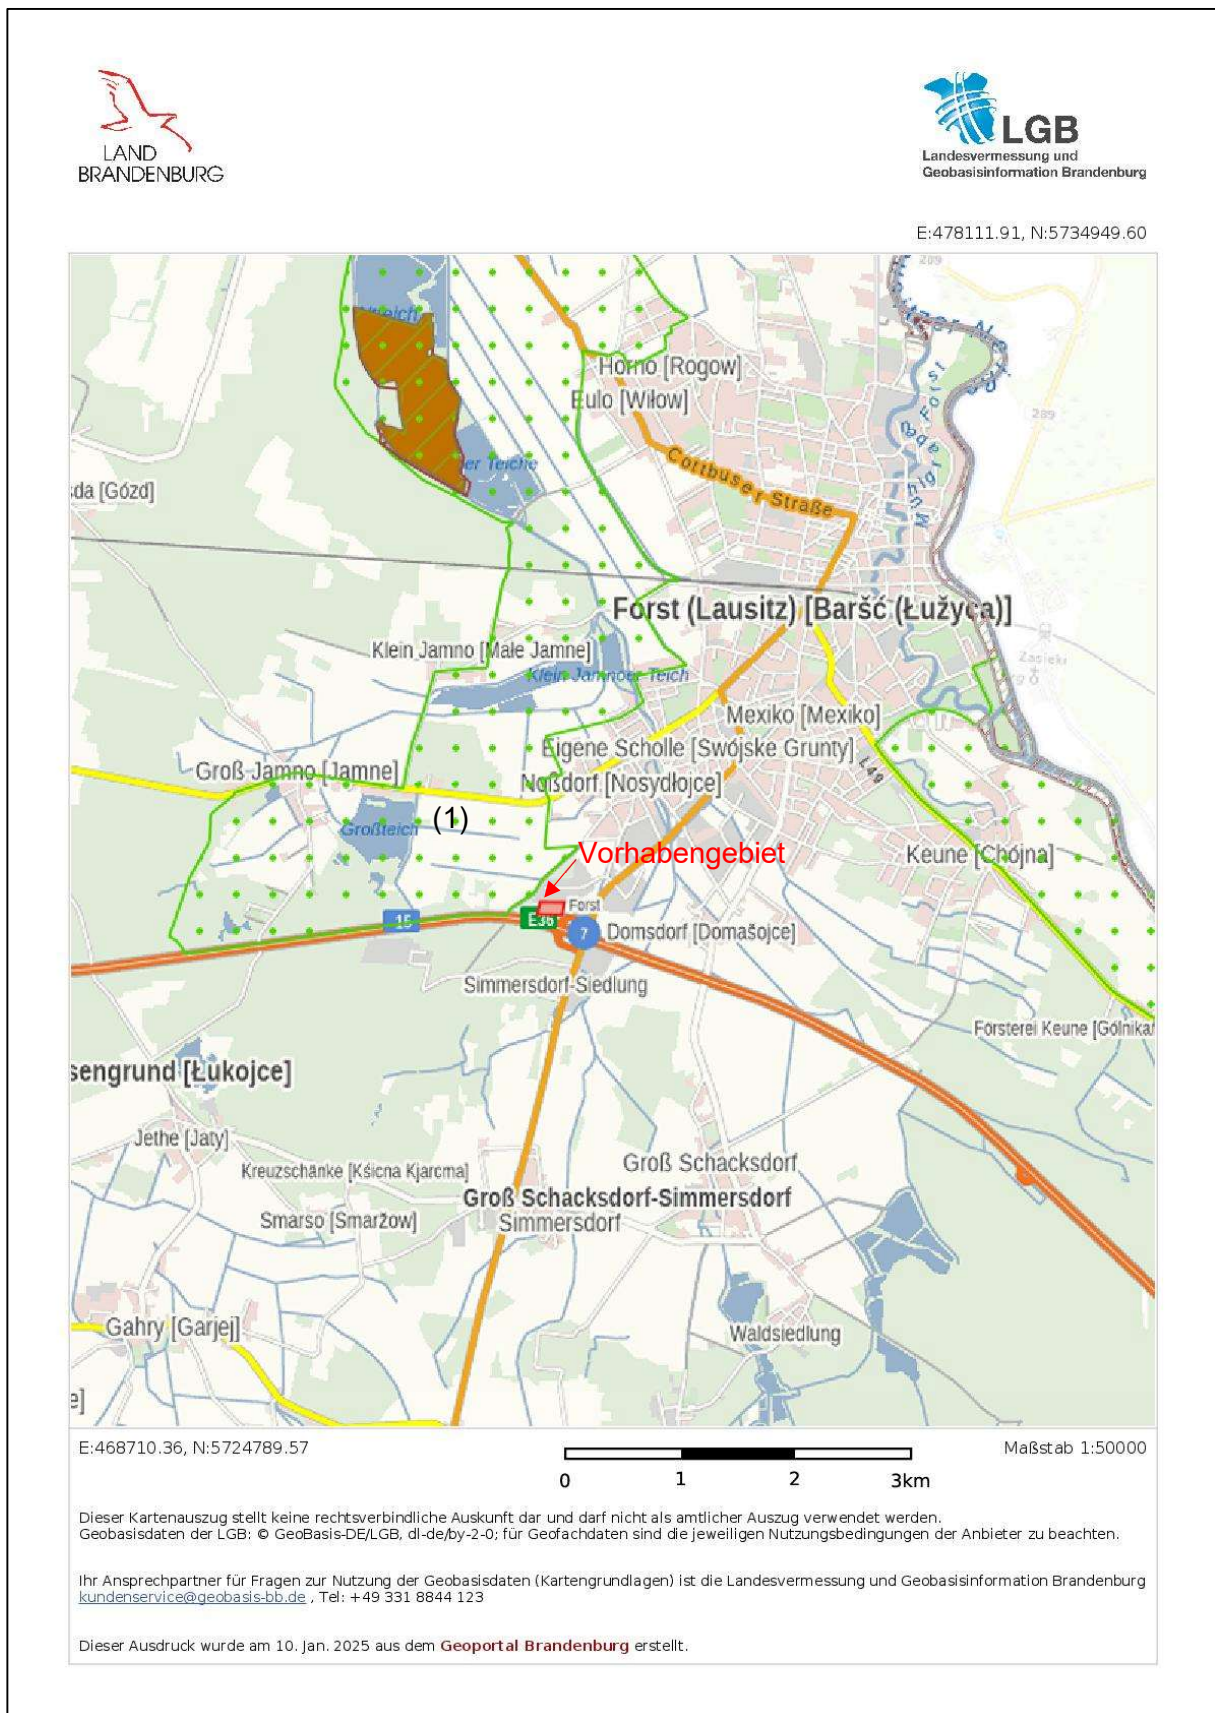 LAND
BRANDENBURG
LGB
Landesvermessung und
Geobasisinformation Brandenburg
E:478111.91, N:5734949.60
209
Horno [Rogow]
Eulo [Wiłow]
Cottbuser Straße
Mühlgraben Forst
209
er Teiche
da [Gózd]
Forst (Lausitz) [Baršć (Łužyca)]
Klein Jamno [Małe Jamne]
Klein Jamnoer Teich
Zasieki
Mexiko [Mexiko]
Eigene Scholle [Swójske Grunty]
L49
Groß Jamno [Jamne]
Noßdorf [Nosydłojce]
(1)
Großteich
Vorhabengebiet
Keune [Chójna]
Forst
15
E36
7
Domsdorf [Domašojce]
Simmersdorf-Siedlung
Forsterei Keune [Gólnika
sengrund [Łukojce]
Jethe [Jaty]
Kreuzschänke [Kśicna Kjarcma]
Groß Schacksdorf
Groß Schacksdorf-Simmersdorf
Smarso [Smaržow]
Simmersdorf
Gahry [Garjej]
Waldsiedlung
e]
E:468710.36, N:5724789.57
Maßstab 1:50000
0 1 2 3km
Dieser Kartenauszug stellt keine rechtsverbindliche Auskunft dar und darf nicht als amtlicher Auszug verwendet werden.
Geobasisdaten der LGB: © GeoBasis-DE/LGB, dl-de/by-2-0; für Geofachdaten sind die jeweiligen Nutzungsbedingungen der Anbieter zu beachten.
Ihr Ansprechpartner für Fragen zur Nutzung der Geobasisdaten (Kartengrundlagen) ist die Landesvermessung und Geobasisinformation Brandenburg
kundenservice@geobasis-bb.de , Tel: +49 331 8844 123
Dieser Ausdruck wurde am 10. Jan. 2025 aus dem Geoportal Brandenburg erstellt.